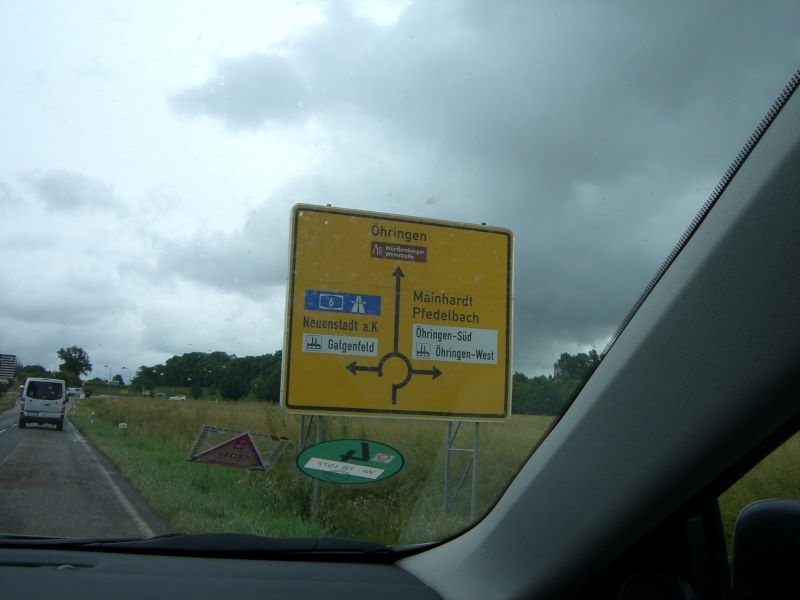 Öhringen
Württemberger
Weinstraße
6
Neuenstadt a.K
Galgenfeld
Mainhardt
Pfedelbach
Öhringen-Süd
Öhringen-West